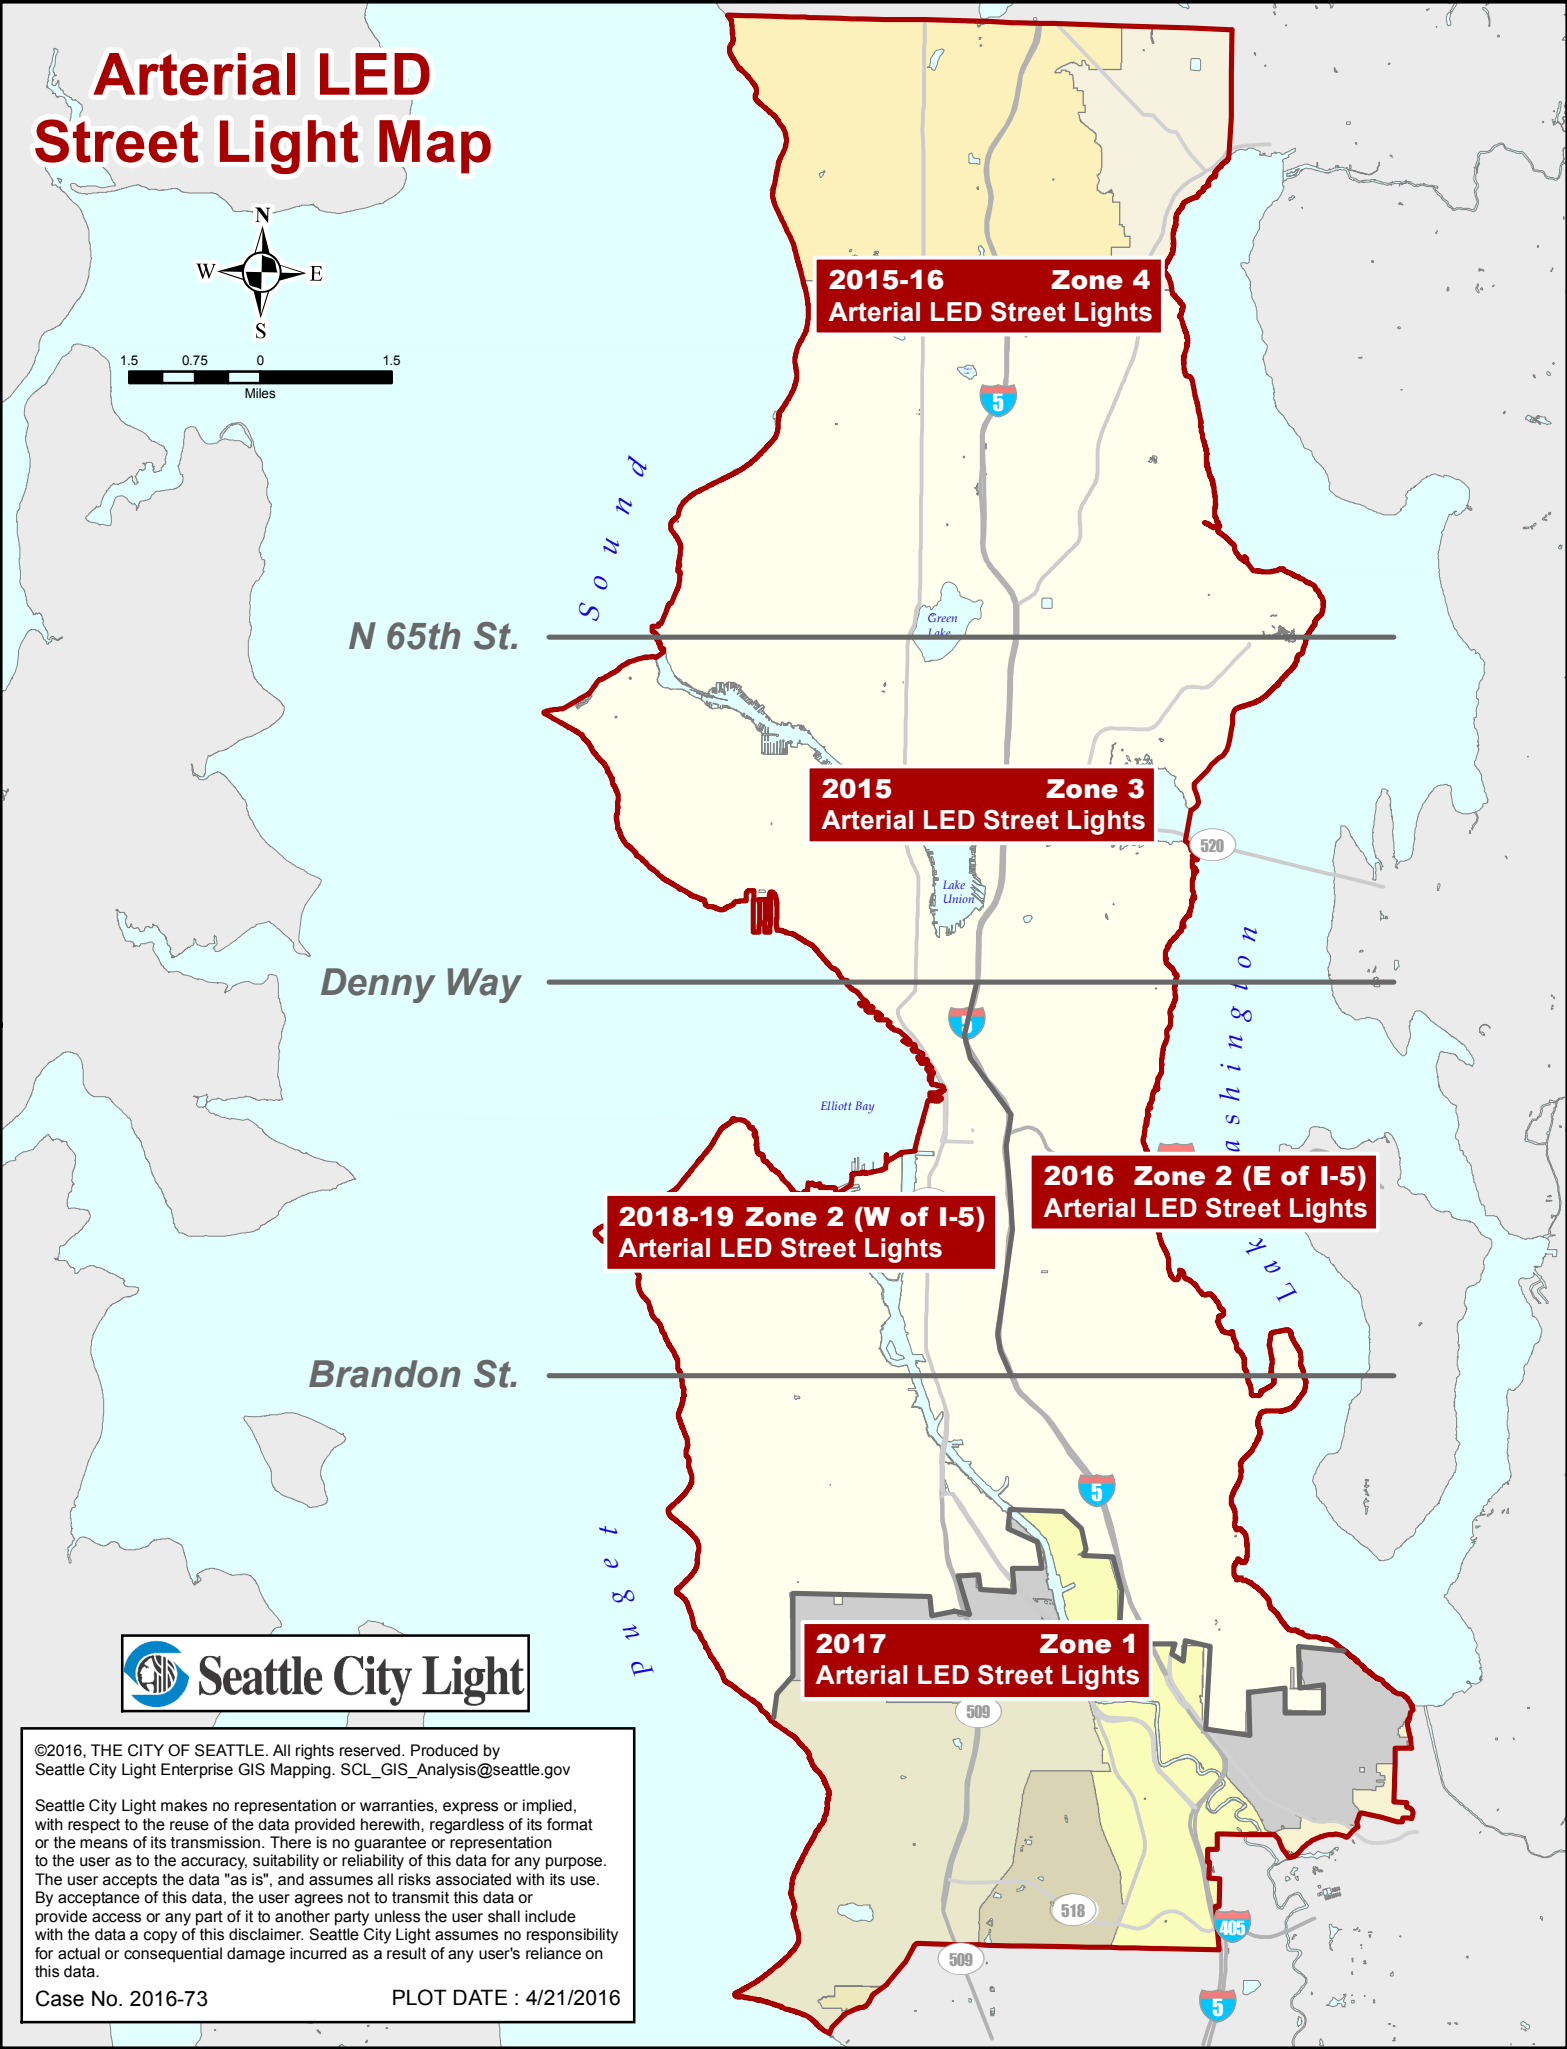 Arterial LED
Street Light Map
N
W E
S
1.5 0.75 0 1.5
Miles
2015-16 Zone 4
Arterial LED Street Lights
5
Sound
Green
Lake
N 65th St.
2015 Zone 3
Arterial LED Street Lights
520
Lake
Union
Denny Way
5
Elliott Bay
ashington
2016 Zone 2 (E of I-5)
Arterial LED Street Lights
2018-19 Zone 2 (W of I-5)
Arterial LED Street Lights
Lak
Brandon St.
5
Puget
2017 Zone 1
Arterial LED Street Lights
509
518
405
509
5
Seattle City Light
©2016, THE CITY OF SEATTLE. All rights reserved. Produced by
Seattle City Light Enterprise GIS Mapping. SCL_GIS_Analysis@seattle.gov
Seattle City Light makes no representation or warranties, express or implied,
with respect to the reuse of the data provided herewith, regardless of its format
or the means of its transmission. There is no guarantee or representation
to the user as to the accuracy, suitability or reliability of this data for any purpose.
The user accepts the data "as is", and assumes all risks associated with its use.
By acceptance of this data, the user agrees not to transmit this data or
provide access or any part of it to another party unless the user shall include
with the data a copy of this disclaimer. Seattle City Light assumes no responsibility
for actual or consequential damage incurred as a result of any user's reliance on
this data.
Case No. 2016-73 PLOT DATE : 4/21/2016